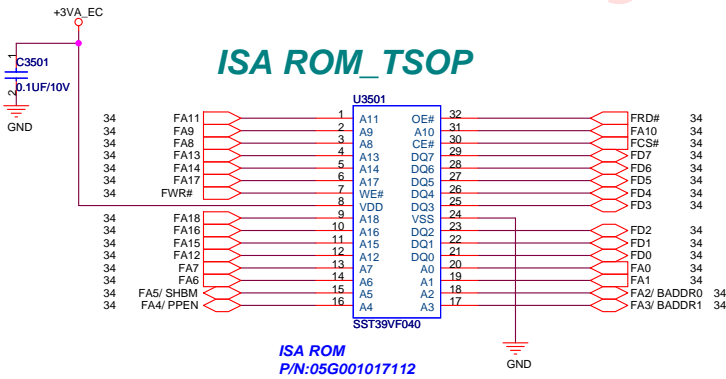 +3VA_EC
ISA ROM_TSOP
1 C3501
2 0.1UF/10V
GND
U3501
34 FA11 1 A11 OE# 32 FRD# 34
34 FA9 2 A9 A10 31 FA10 34
34 FA8 3 A8 CE# 30 FCS# 34
34 FA13 4 A13 DQ7 29 FD7 34
34 FA14 5 A14 DQ6 28 FD6 34
34 FA17 6 A17 DQ5 27 FD5 34
34 FWR# 7 WE# DQ4 26 FD4 34
8 VDD DQ3 25 FD3 34
34 FA18 9 A18 VSS 24
34 FA16 10 A16 DQ2 23 FD2 34
34 FA15 11 A15 DQ1 22 FD1 34
34 FA12 12 A12 DQ0 21 FD0 34
34 FA7 13 A7 A0 20 FA0 34
34 FA6 14 A6 A1 19 FA1 34
34 FA5/ SHBM 15 A5 A2 18 FA2/ BADDR0 34
34 FA4/ PPEN 16 A4 A3 17 FA3/ BADDR1 34
SST39VF040
ISA ROM
P/N:05G001017112
GND